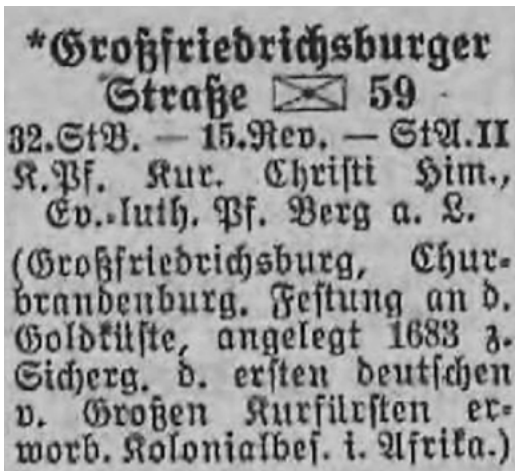 *Großfriedrichsburger
Straße 59
32.StB. — 15.Rev. — StA.II
K.Pf. Kur. Christi Him.,
Ev.-luth. Pf. Berg a. L.
(Großfriedrichsburg, Chur-
brandenburg. Festung an d.
Goldküste, angelegt 1683 z.
Sicherg. d. ersten deutschen
v. Großen Kurfürsten er-
worb. Kolonialbes. i. Afrika.)